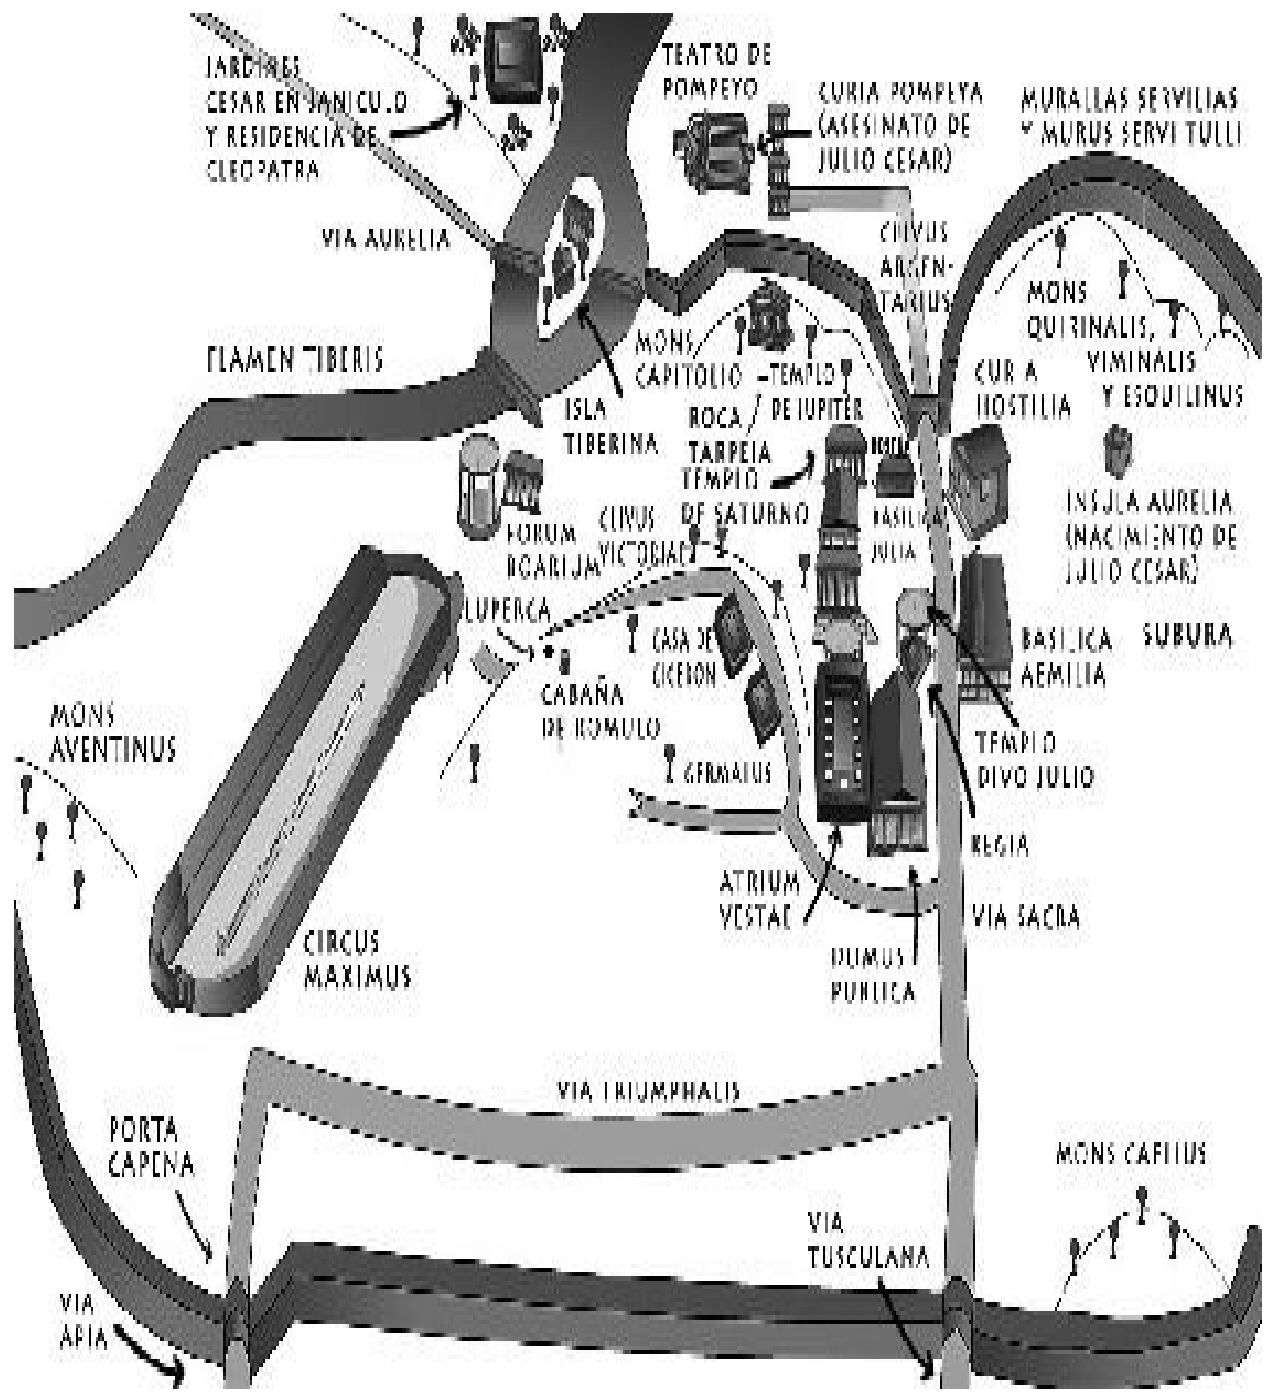 JARDINES
CESAR EN JANICULO
Y RESIDENCIA DE
CLEOPATRA
TEATRO DE
POMPEYO
CURIA POMPEYA
(ASESINATO DE
JULIO CESAR)
MURALLAS SERVILIAS
Y MURUS SERVI TULLI
VIA AURELIA
CLIVUS
ARGEN-
TARIUS
MONS
QUIRINALIS,
VIMINALIS
Y ESQUILINUS
FLAMEN TIBERIS
MONS
CAPITOLIO
TEMPLO
DE JUPITER
ISLA
TIBERINA
ROCA
TARPEIA
CURIA
HOSTILIA
TEMPLO
DE SATURNO
BASILICA
JULIA
INSULA AURELIA
(NACIMIENTO DE
JULIO CESAR)
FORUM
BOARIUM
CLIVUS
VICTORIAE
LUPERCA
CASA DE
CICERON
BASILICA
AEMILIA
SUBURA
CABAÑA
DE ROMULO
MONS
AVENTINUS
GERMALUS
TEMPLO
DIVO JULIO
REGIA
ATRIUM
VESTAE
VIA SACRA
DOMUS
PUBLICA
CIRCUS
MAXIMUS
VIA TRIUMPHALIS
PORTA
CAPENA
MONS CAELIUS
VIA
TUSCULANA
VIA
APIA